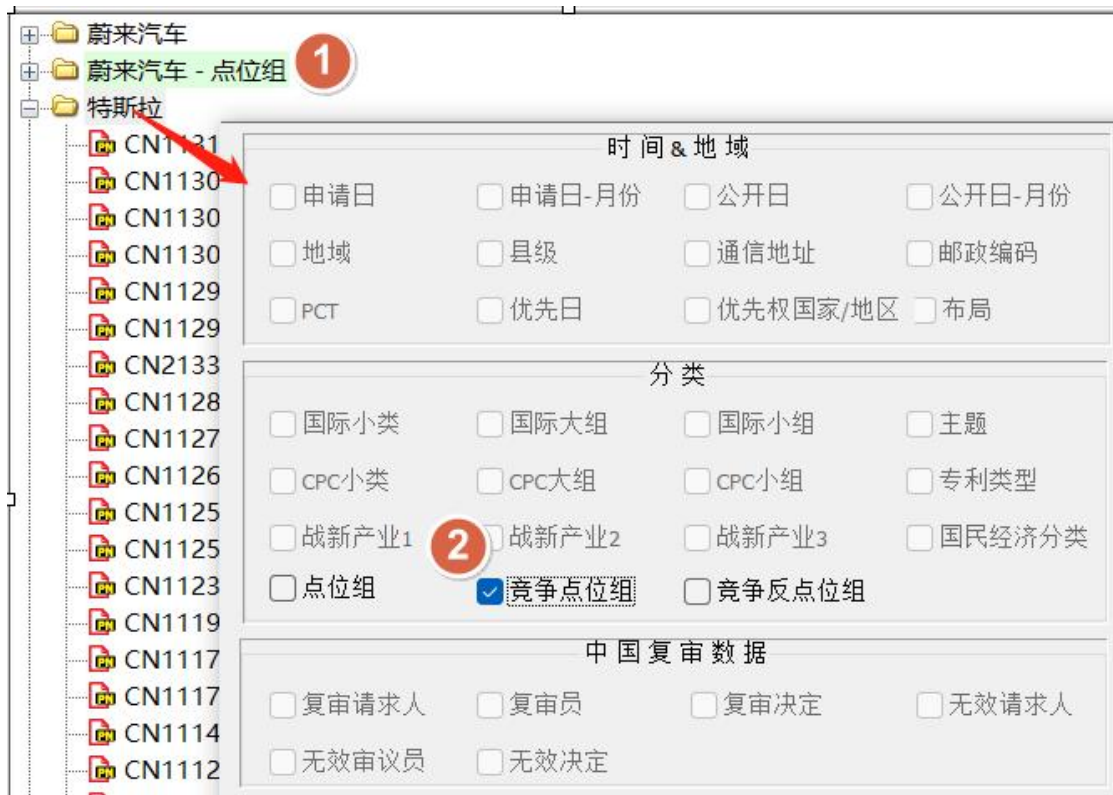 蔚来汽车
蔚来汽车 - 点位组
1
特斯拉
CN1131
CN1130
CN1130
CN1130
CN1129
CN1129
CN2133
CN1128
CN1127
CN1126
CN1125
CN1125
CN1123
CN1119
CN1117
CN1117
CN1114
CN1112
时间&地域
申请日 申请日-月份 公开日 公开日-月份
地域 县级 通信地址 邮政编码
PCT 优先日 优先权国家/地区 布局
分类
国际小类 国际大组 国际小组 主题
CPC小类 CPC大组 CPC小组 专利类型
战新产业1 2 战新产业2 战新产业3 国民经济分类
点位组 竞争点位组 竞争反点位组
中国复审数据
复审请求人 复审员 复审决定 无效请求人
无效审议员 无效决定